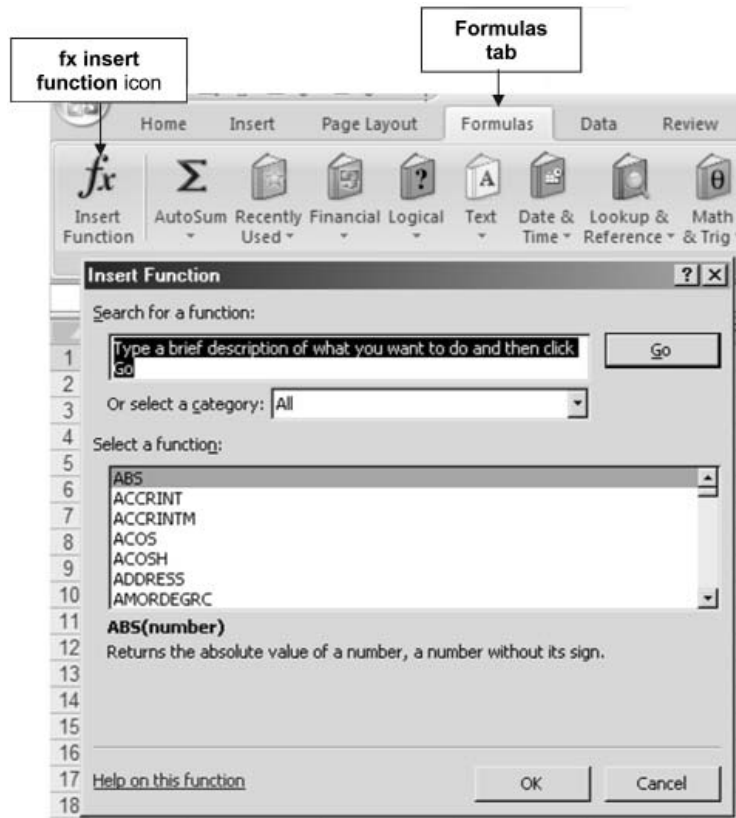 Formulas
tab
fx insert
function icon
Home Insert Page Layout Formulas Data Review
fx Σ ? A θ
Insert AutoSum Recently Financial Logical Text Date & Lookup & Math
Function Used Time Reference & Trig
Insert Function ? X
Search for a function:
Type a brief description of what you want to do and then click
Go
Go
Or select a category: All
Select a function:
ABS
ACCRINT
ACCRINTM
ACOS
ACOSH
ADDRESS
AMORDEGRC
ABS(number)
Returns the absolute value of a number, a number without its sign.
Help on this function OK Cancel
1
2
3
4
5
6
7
8
9
10
11
12
13
14
15
16
17
18